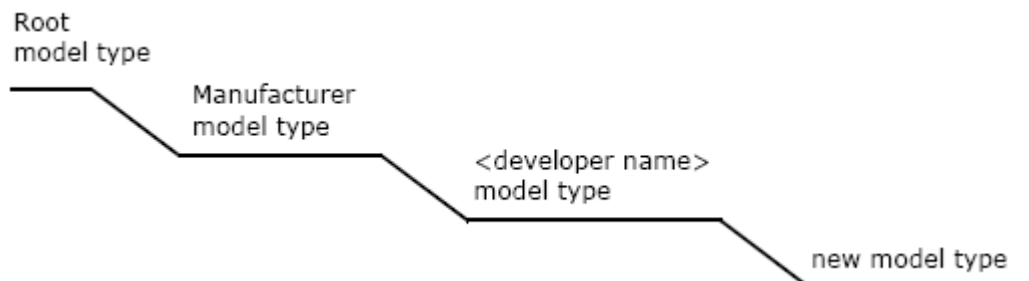 Root
model type
Manufacturer
model type
<developer name>
model type
new model type